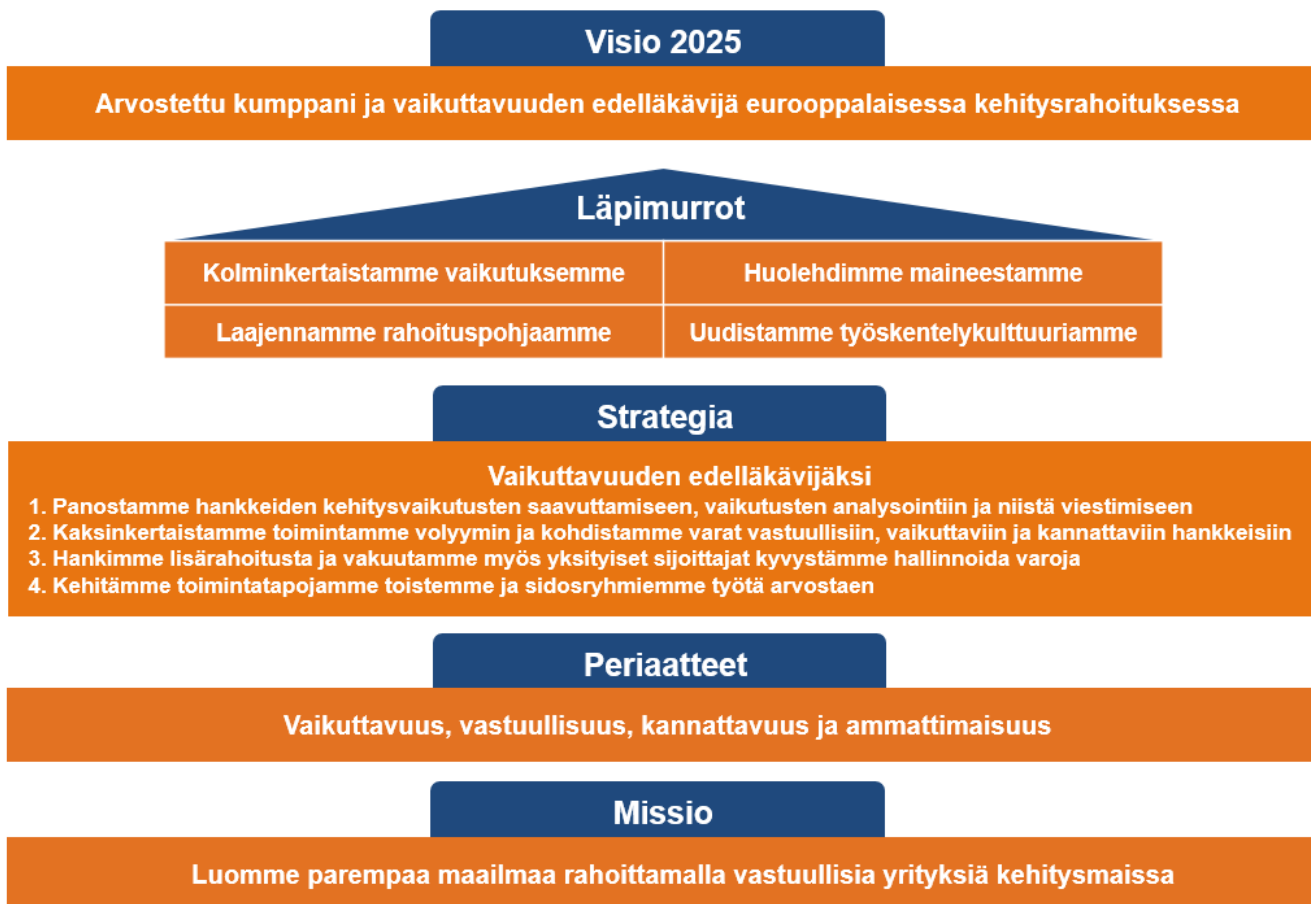 Visio 2025
Arvostettu kumppani ja vaikuttavuuden edelläkävijä eurooppalaisessa kehitysrahoituksessa
Läpimurrot
Kolminkertaistamme vaikutuksemme
Huolehdimme maineestamme
Laajennamme rahoituspohjaamme
Uudistamme työskentelykulttuuriamme
Strategia
Vaikuttavuuden edelläkävijäksi
1. Panostamme hankkeiden kehitysvaikutusten saavuttamiseen, vaikutusten analysointiin ja niistä viestimiseen
2. Kaksinkertaistamme toimintamme volyymin ja kohdistamme varat vastuullisiin, vaikuttaviin ja kannattaviin hankkeisiin
3. Hankimme lisärahoitusta ja vakuutamme myös yksityiset sijoittajat kyvystämme hallinnoida varoja
4. Kehitämme toimintatapojamme toistemme ja sidosryhmiemme työtä arvostaen
Periaatteet
Vaikuttavuus, vastuullisuus, kannattavuus ja ammattimaisuus
Missio
Luomme parempaa maailmaa rahoittamalla vastuullisia yrityksiä kehitysmaissa